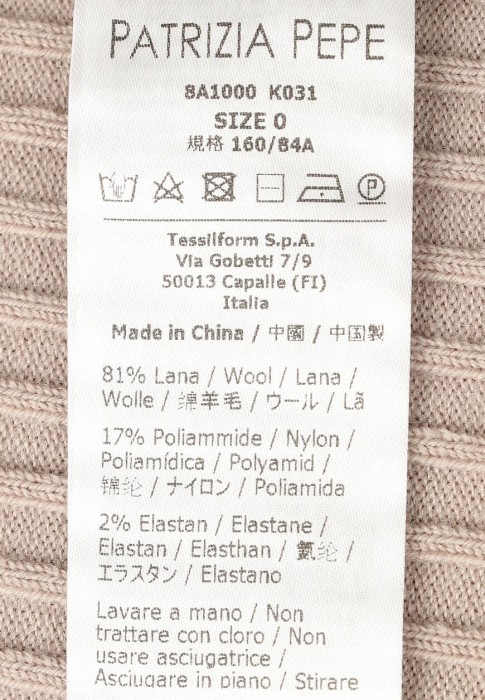 PATRIZIA PEPE
8A1000 K031
SIZE 0
規格 160/84A
P
Tessilform S.p.A.
Via Gobetti 7/9
50013 Capalle (FI)
Italia
Made in China / 中國 / 中国製
81% Lana / Wool / Lana /
Wolle / 绵羊毛 / ウール / Lã
17% Poliammide / Nylon /
Poliamídica / Polyamid /
锦纶 / ナイロン / Poliamida
2% Elastan / Elastane /
Elastan / Elasthan / 氨纶 /
エラスタン / Elastano
Lavare a mano / Non
trattare con cloro / Non
usare asciugatrice /
Asciugare in piano / Stirare